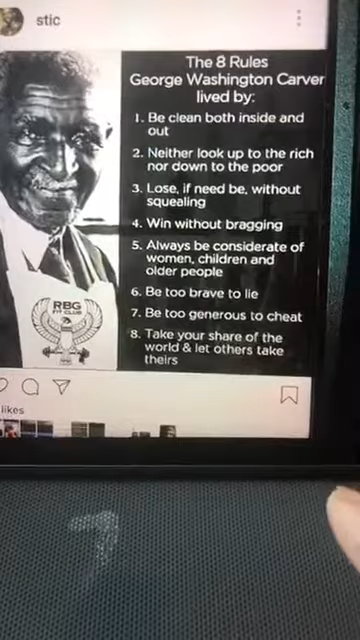 stic
The 8 Rules
George Washington Carver
lived by:
1. Be clean both inside and
out
2. Neither look up to the rich
nor down to the poor
3. Lose, if need be, without
squealing
4. Win without bragging
5. Always be considerate of
women, children and
older people
6. Be too brave to lie
7. Be too generous to cheat
8. Take your share of the
world & let others take
theirs
RBG
FIT CLUB
likes